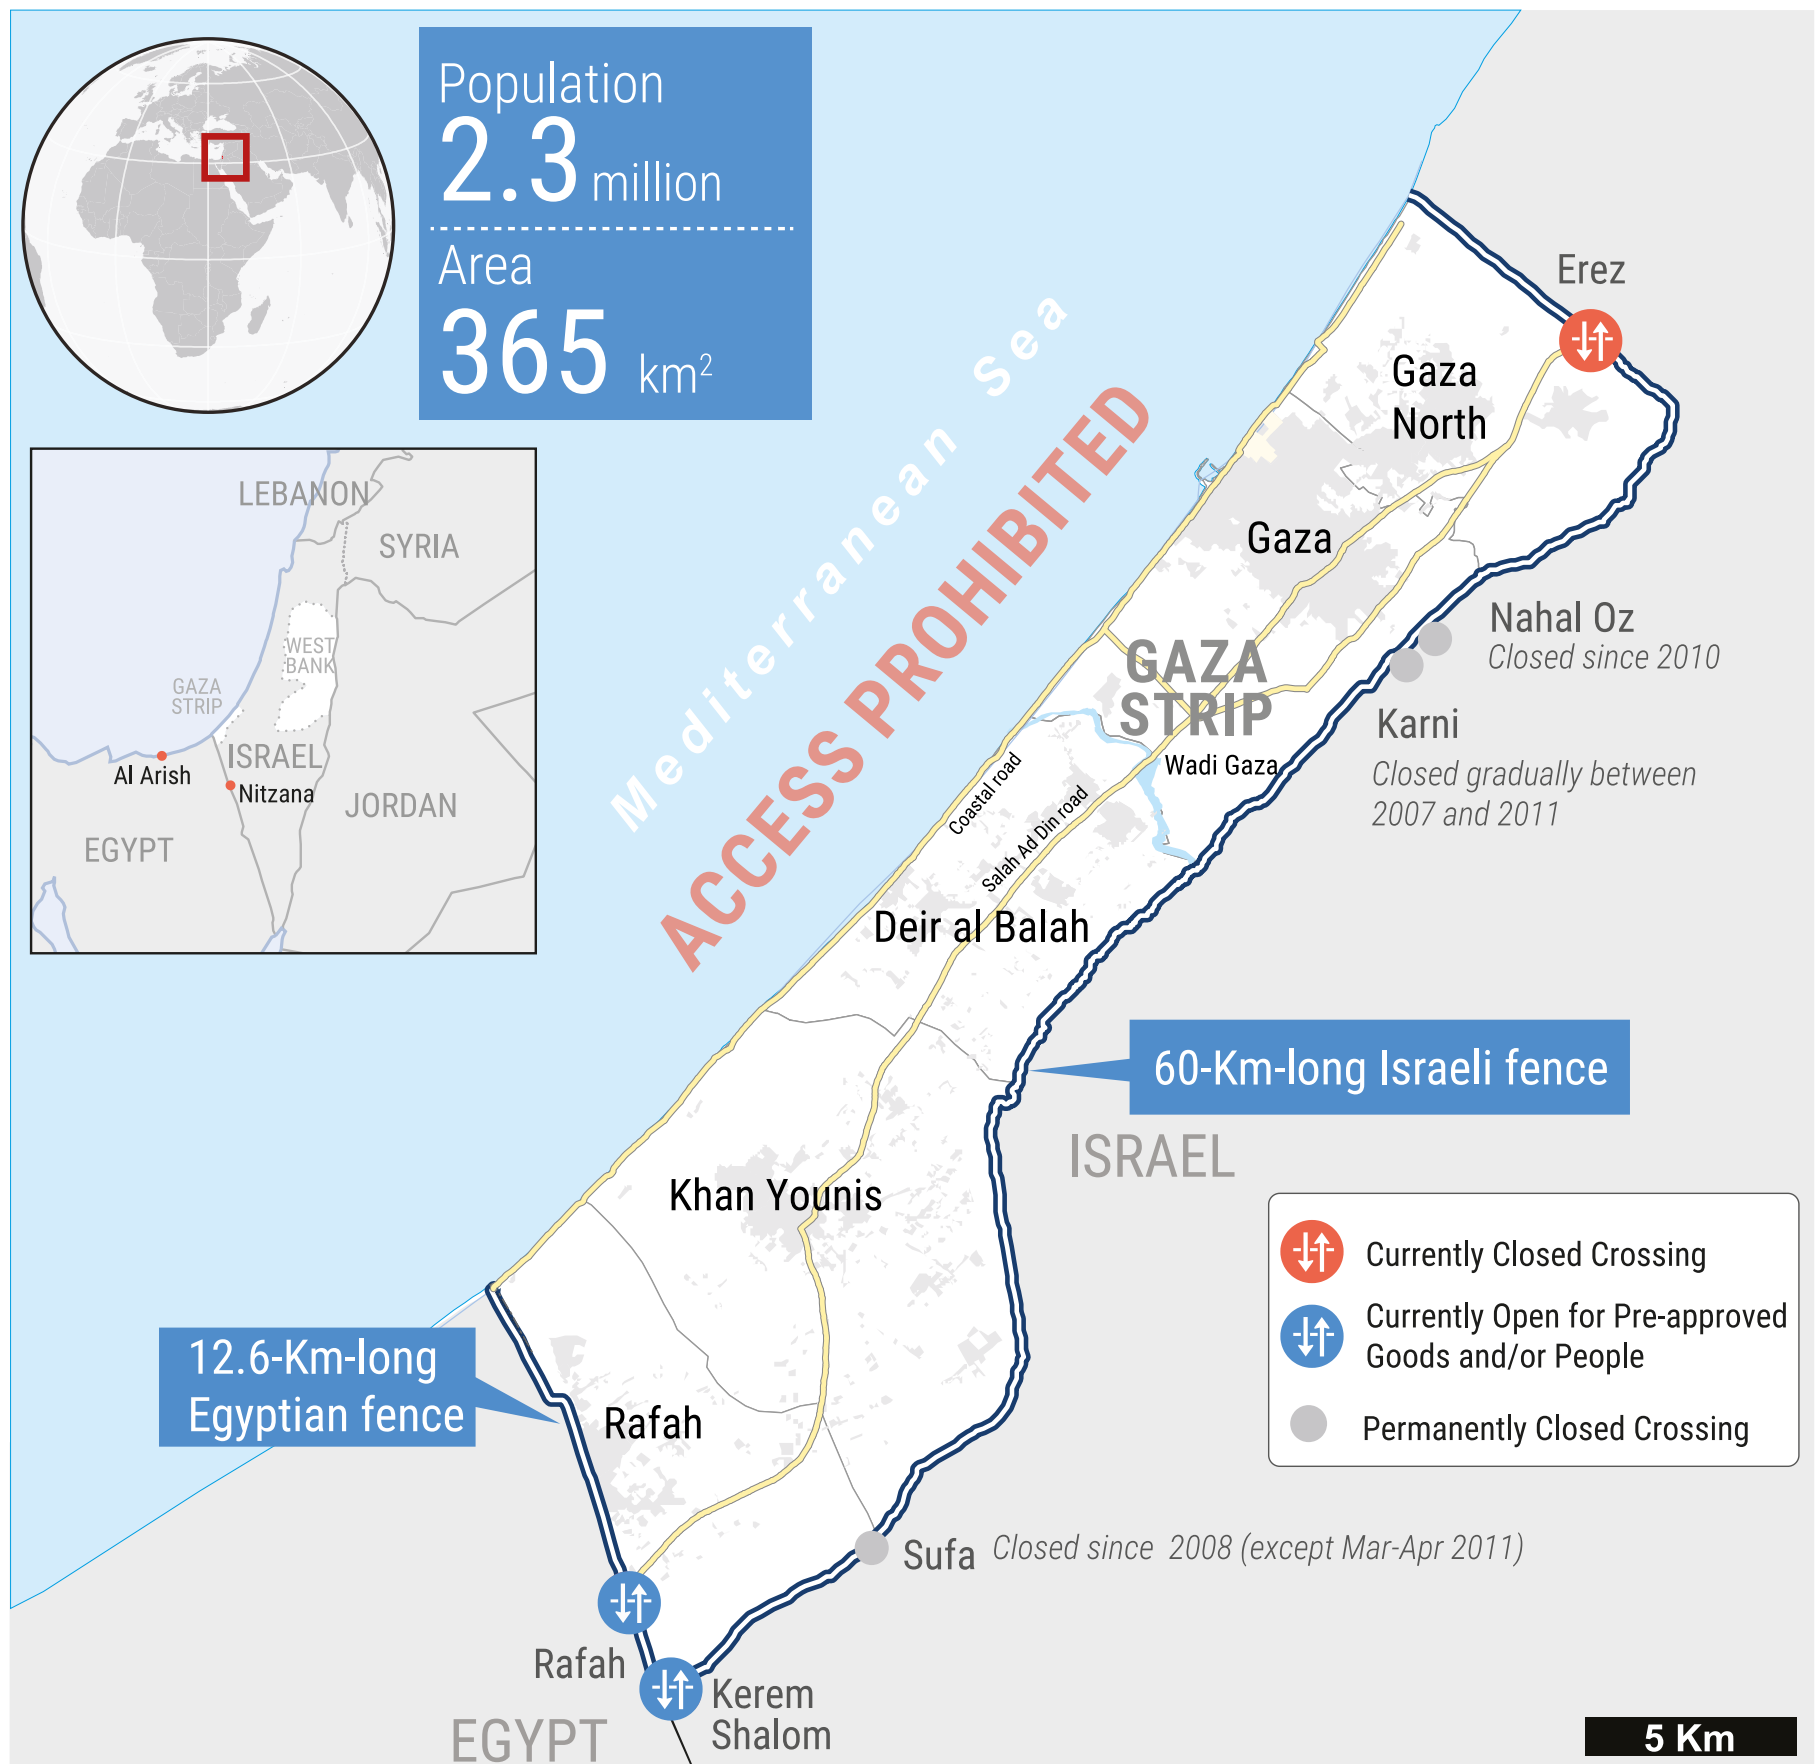 Population
2.3 million
Area
365 km²
LEBANON
SYRIA
WEST
BANK
GAZA
STRIP
ISRAEL
Al Arish
Nitzana
JORDAN
EGYPT
Mediterranean Sea
ACCESS PROHIBITED
Erez
Gaza
North
Gaza
Nahal Oz
Closed since 2010
GAZA
STRIP
Karni
Closed gradually between
2007 and 2011
Wadi Gaza
Coastal road
Salah Ad Din road
Deir al Balah
60-Km-long Israeli fence
ISRAEL
Khan Younis
12.6-Km-long
Egyptian fence
Rafah
Currently Closed Crossing
Currently Open for Pre-approved
Goods and/or People
Permanently Closed Crossing
Sufa Closed since 2008 (except Mar-Apr 2011)
Rafah
Kerem
Shalom
EGYPT
5 Km